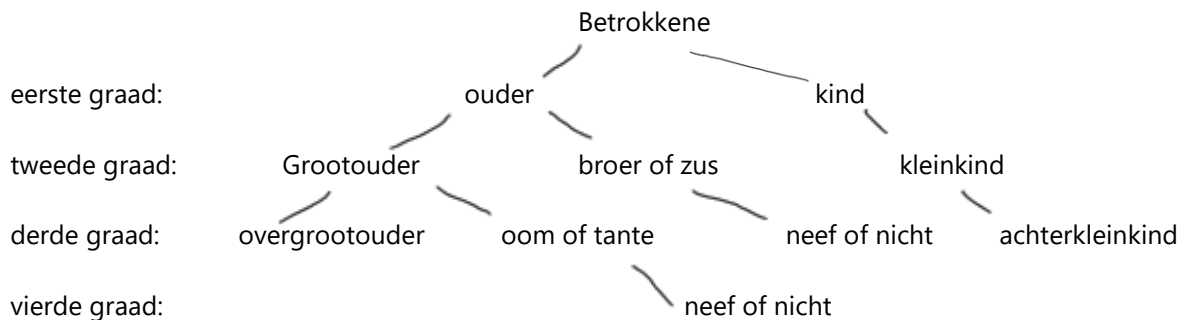 Betrokkene
eerste graad: ouder kind
tweede graad: Grootouder broer of zus kleinkind
derde graad: overgrootouder oom of tante neef of nicht achterkleinkind
vierde graad: neef of nicht